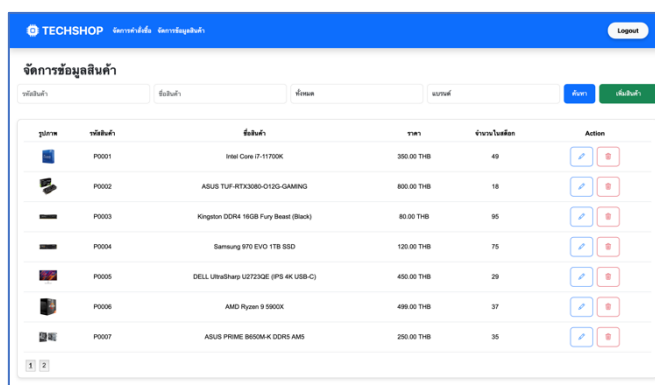 TECHSHOP จัดการคำสั่งซื้อ จัดการข้อมูลสินค้า Logout
จัดการข้อมูลสินค้า
รหัสสินค้า ชื่อสินค้า ทั้งหมด แบรนด์ ค้นหา เพิ่มสินค้า
รูปภาพ รหัสสินค้า ชื่อสินค้า ราคา จำนวนในสต็อก Action
P0001 Intel Core i7-11700K 350.00 THB 49
P0002 ASUS TUF-RTX3080-O12G-GAMING 800.00 THB 18
P0003 Kingston DDR4 16GB Fury Beast (Black) 80.00 THB 95
P0004 Samsung 970 EVO 1TB SSD 120.00 THB 75
P0005 DELL UltraSharp U2723QE (IPS 4K USB-C) 450.00 THB 29
P0006 AMD Ryzen 9 5900X 499.00 THB 37
P0007 ASUS PRIME B650M-K DDR5 AM5 250.00 THB 35
1 2